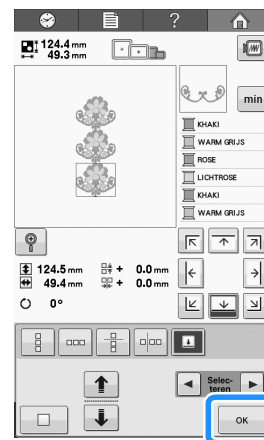 ?
124.4 mm
49.3 mm
min
KHAKI
WARM GRIJS
ROSE
LICHTROSE
KHAKI
WARM GRIJS
124.5 mm + 0.0 mm
49.4 mm + 0.0 mm
0°
Selec-
teren
OK